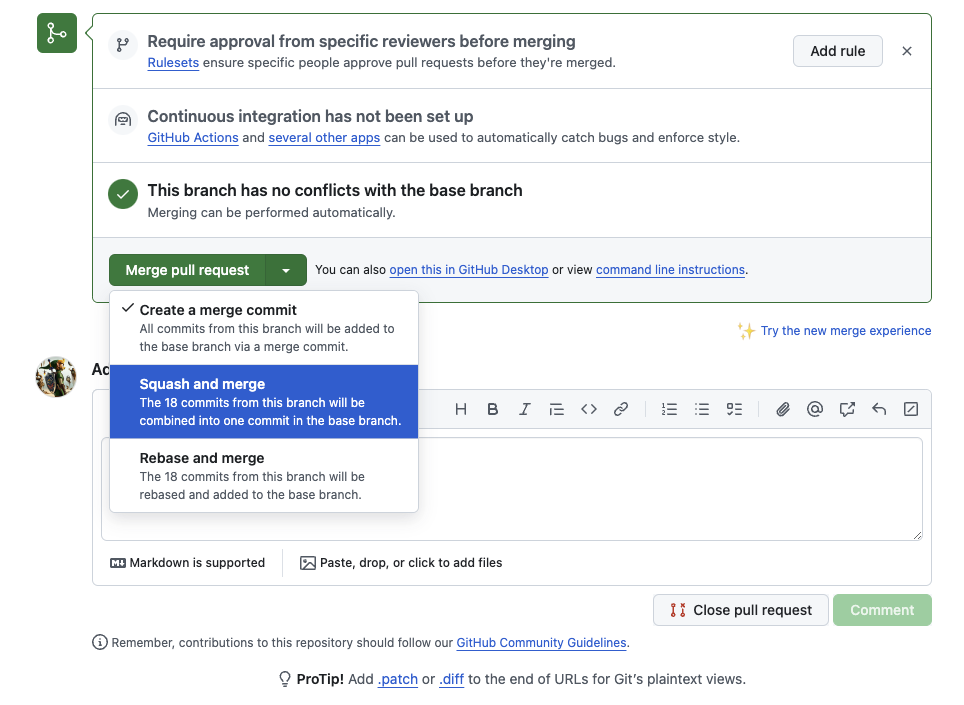 Require approval from specific reviewers before merging
Add rule
Rulesets ensure specific people approve pull requests before they're merged.
Continuous integration has not been set up
GitHub Actions and several other apps can be used to automatically catch bugs and enforce style.
This branch has no conflicts with the base branch
Merging can be performed automatically.
Merge pull request
You can also open this in GitHub Desktop or view command line instructions.
Create a merge commit
All commits from this branch will be added to
the base branch via a merge commit.
Squash and merge
The 18 commits from this branch will be
combined into one commit in the base branch.
Rebase and merge
The 18 commits from this branch will be
rebased and added to the base branch.
Try the new merge experience
Markdown is supported
Paste, drop, or click to add files
Close pull request
Comment
Remember, contributions to this repository should follow our GitHub Community Guidelines.
ProTip! Add .patch or .diff to the end of URLs for Git’s plaintext views.